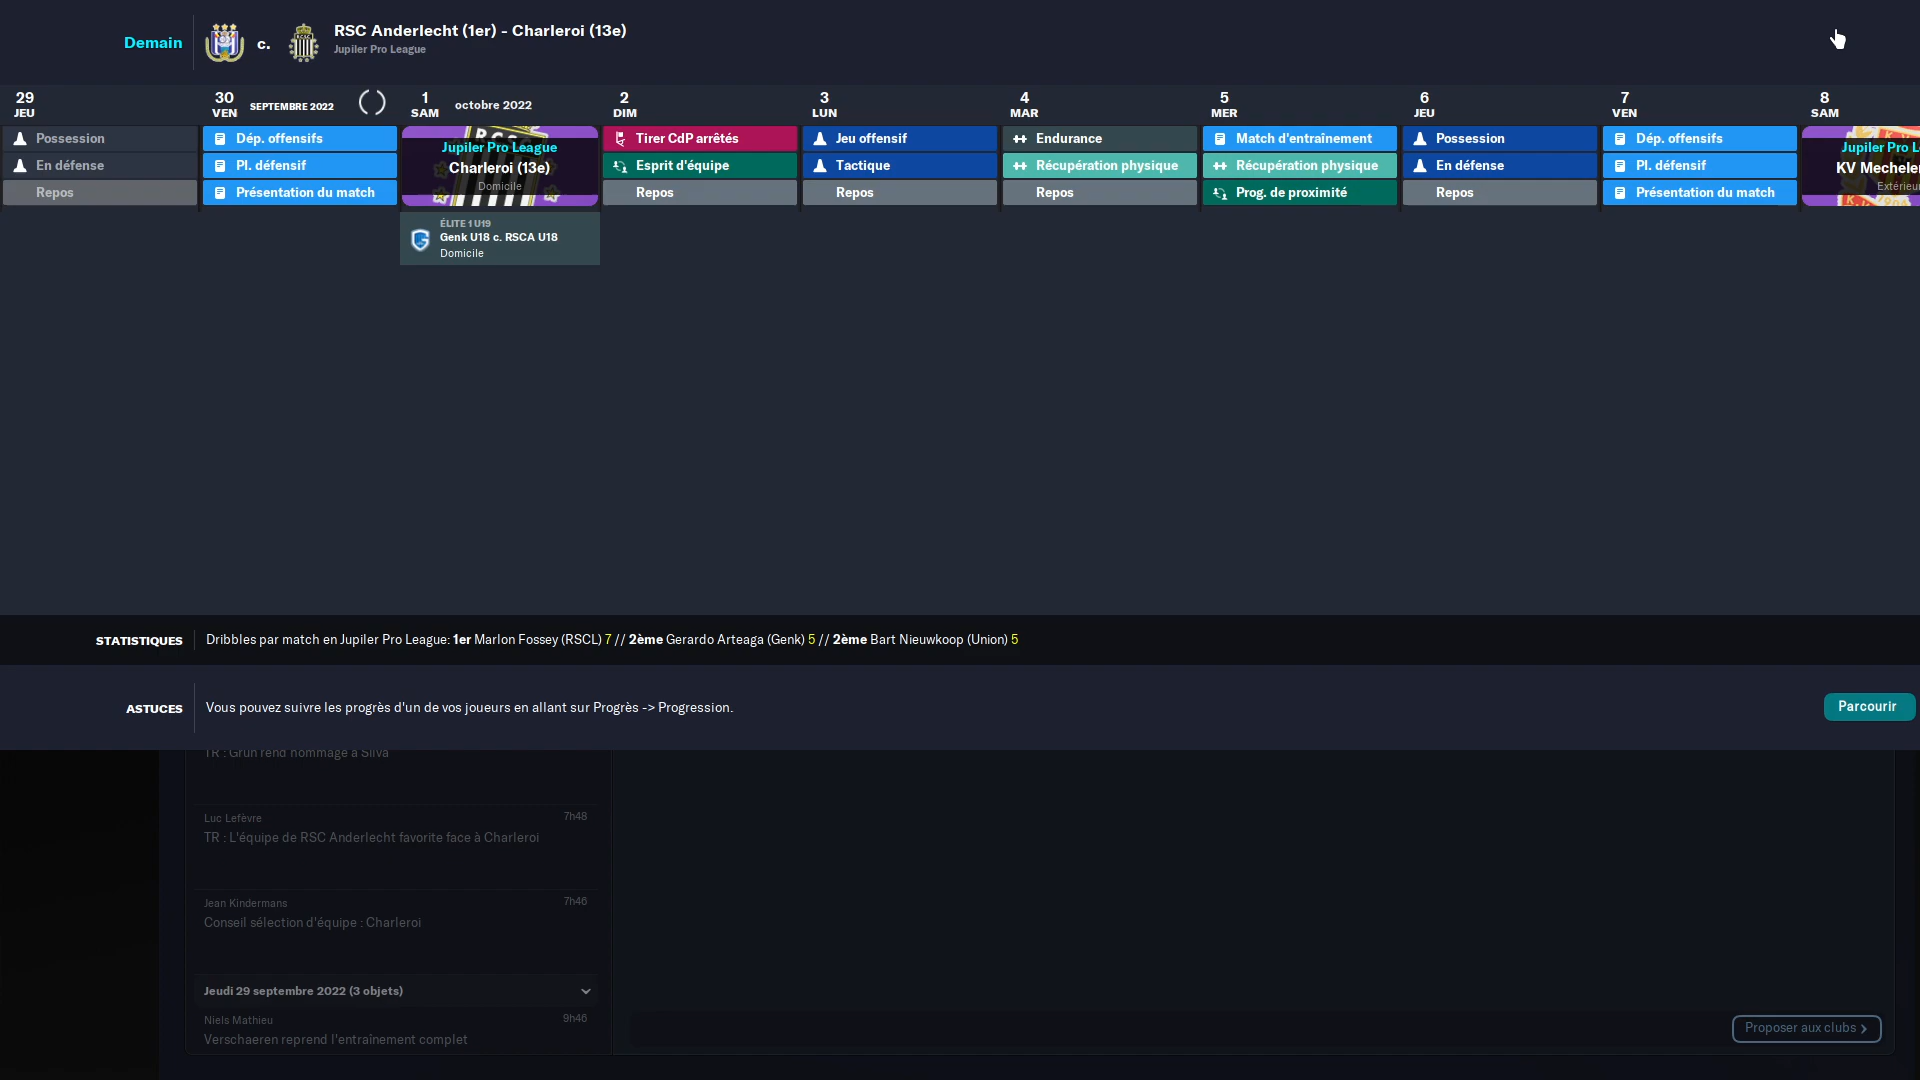 Demain
c.
RSC Anderlecht (1er) - Charleroi (13e)
Jupiler Pro League
29
JEU
30
VEN
SEPTEMBRE 2022
1
SAM
octobre 2022
2
DIM
3
LUN
4
MAR
5
MER
6
JEU
7
VEN
8
SAM
Possession
En défense
Repos
Dép. offensifs
Pl. défensif
Présentation du match
Jupiler Pro League
Charleroi (13e)
Domicile
ÉLITE 1 U19
Genk U18 c. RSCA U18
Domicile
Tirer CdP arrêtés
Esprit d'équipe
Repos
Jeu offensif
Tactique
Repos
Endurance
Récupération physique
Repos
Match d'entraînement
Récupération physique
Prog. de proximité
Possession
En défense
Repos
Dép. offensifs
Pl. défensif
Présentation du match
Jupiler Pro L
KV Mechele
Extérieur
STATISTIQUES
Dribbles par match en Jupiler Pro League: 1er Marlon Fossey (RSCL) 7 // 2ème Gerardo Arteaga (Genk) 5 // 2ème Bart Nieuwkoop (Union) 5
ASTUCES
Vous pouvez suivre les progrès d'un de vos joueurs en allant sur Progrès -> Progression.
Parcourir
TR : Grün rend hommage à Silva
Luc Lefèvre
7h48
TR : L'équipe de RSC Anderlecht favorite face à Charleroi
Jean Kindermans
7h46
Conseil sélection d'équipe : Charleroi
Jeudi 29 septembre 2022 (3 objets)
Niels Mathieu
9h46
Verschaeren reprend l'entraînement complet
Proposer aux clubs